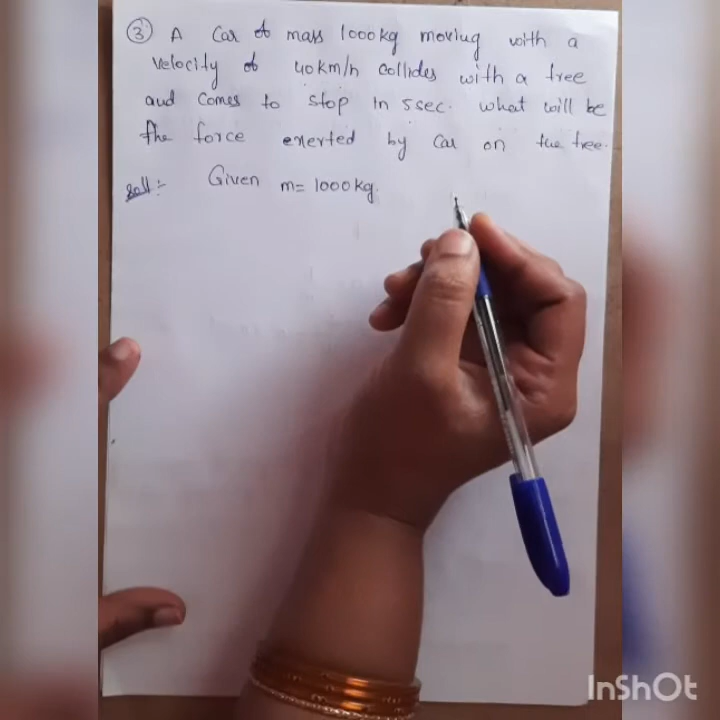 ③ A Car of mass 1000kg moving with a
velocity of 40km/h collides with a tree
and comes to stop in 5sec. what will be
the force exerted by car on the tree.
Soll:- Given m= 1000kg.
InShOt